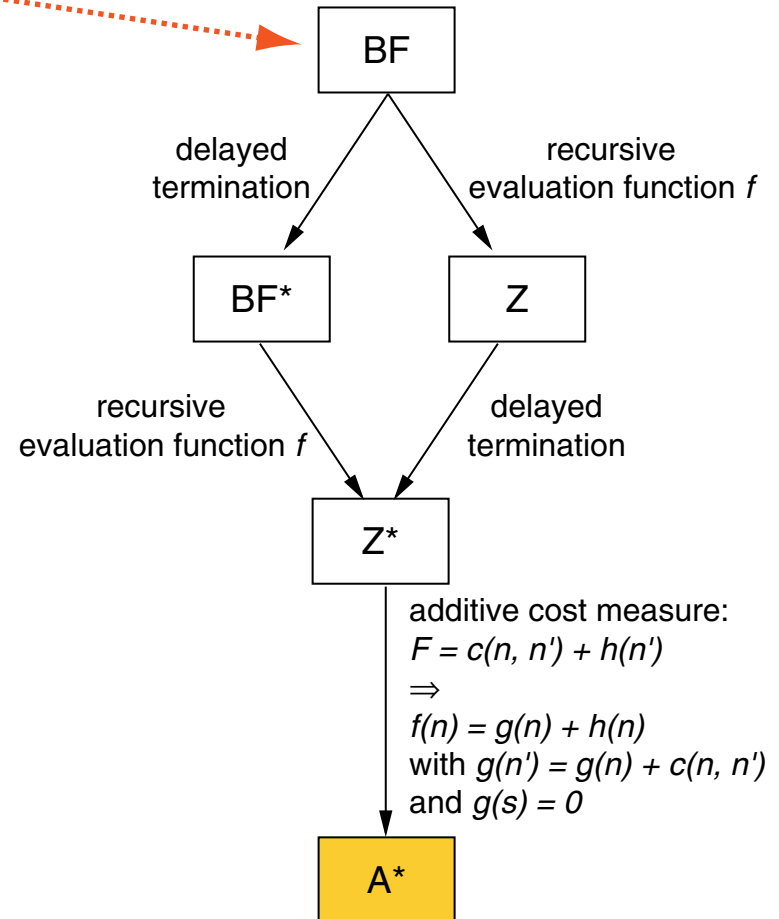 BF
delayed
termination
recursive
evaluation function f
BF*
Z
recursive
evaluation function f
delayed
termination
Z*
additive cost measure:
F = c(n, n') + h(n')
⇒
f(n) = g(n) + h(n)
with g(n') = g(n) + c(n, n')
and g(s) = 0
A*